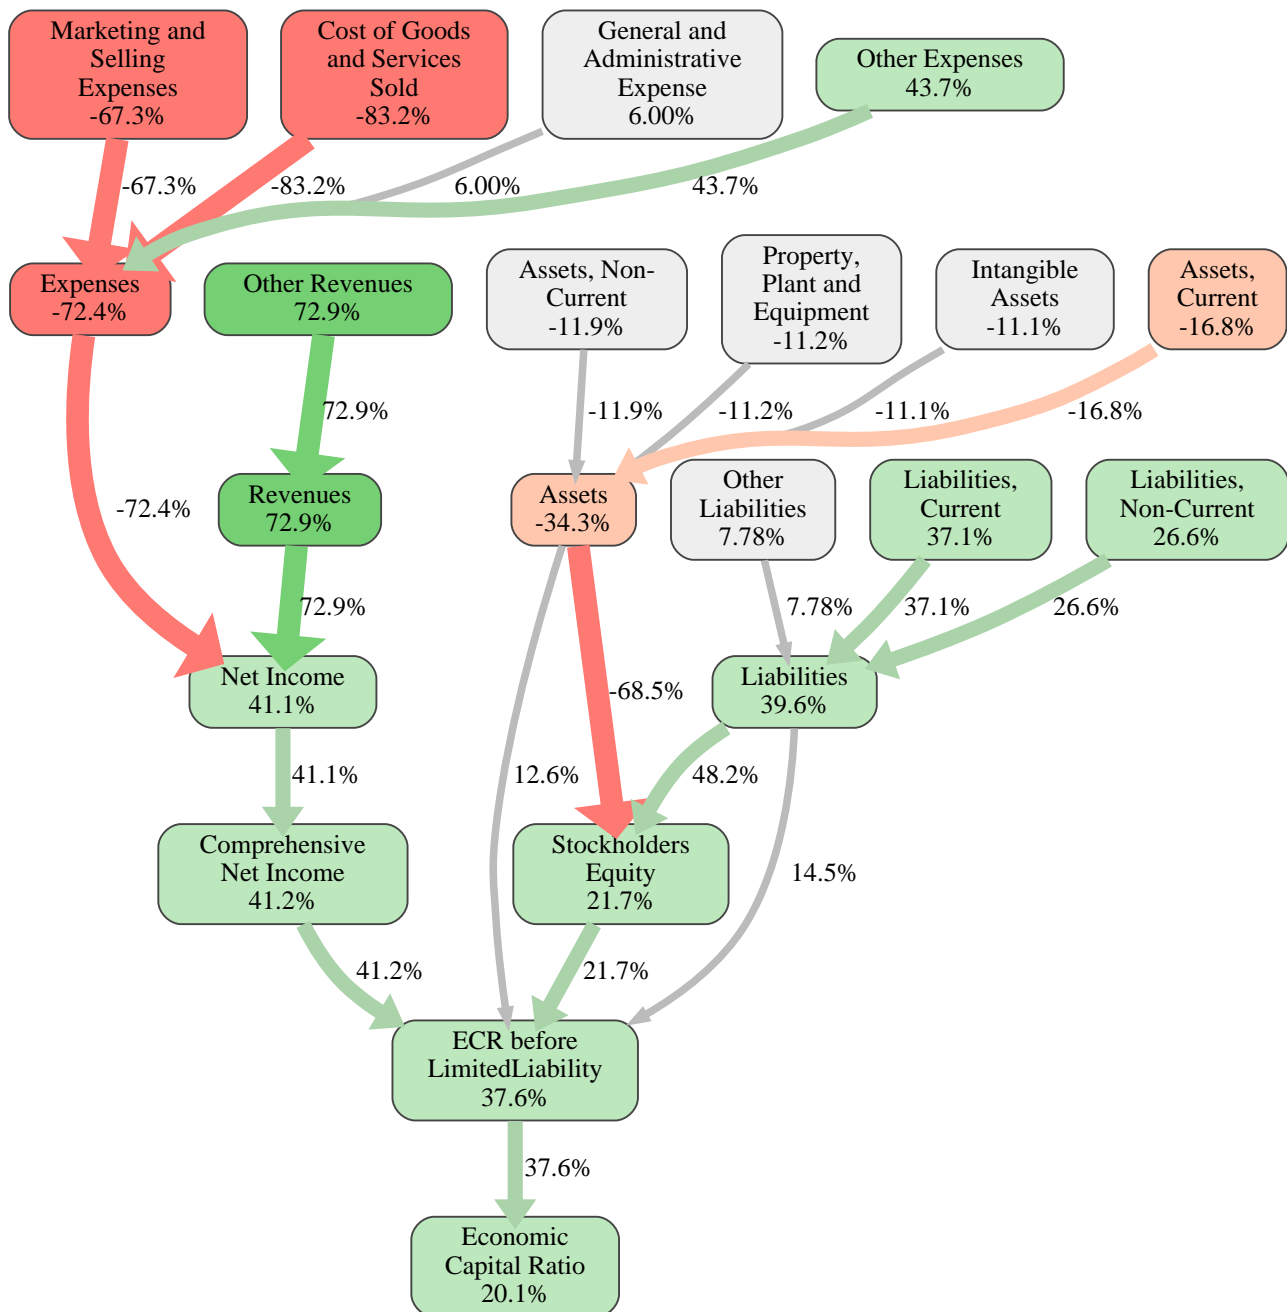 Marketing and
Selling
Expenses
-67.3%
Cost of Goods
and Services
Sold
-83.2%
General and
Administrative
Expense
6.00%
Other Expenses
43.7%
-67.3%
-83.2%
6.00%
43.7%
Expenses
-72.4%
Other Revenues
72.9%
Assets, Non-
Current
-11.9%
Property,
Plant and
Equipment
-11.2%
Intangible
Assets
-11.1%
Assets,
Current
-16.8%
72.9%
-11.9%
-11.2%
-11.1%
-16.8%
-72.4%
Revenues
72.9%
Assets
-34.3%
Other
Liabilities
7.78%
Liabilities,
Current
37.1%
Liabilities,
Non-Current
26.6%
72.9%
7.78%
37.1%
26.6%
Net Income
41.1%
-68.5%
Liabilities
39.6%
41.1%
12.6%
48.2%
Comprehensive
Net Income
41.2%
Stockholders
Equity
21.7%
14.5%
41.2%
21.7%
ECR before
LimitedLiability
37.6%
37.6%
Economic
Capital Ratio
20.1%